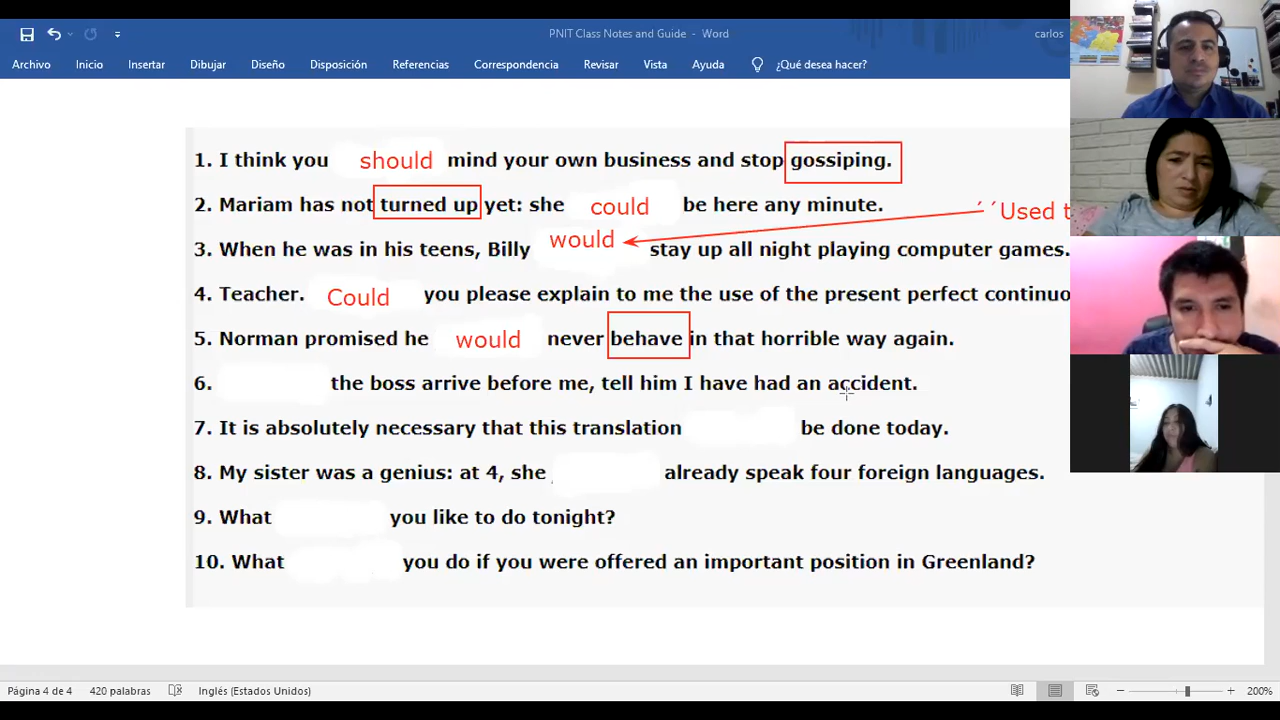 PNIT Class Notes and Guide - Word
carlos
Archivo Inicio Insertar Dibujar Diseño Disposición Referencias Correspondencia Revisar Vista Ayuda ¿Qué desea hacer?
1. I think you should mind your own business and stop gossiping.
2. Mariam has not turned up yet: she could be here any minute.
´´Used t
3. When he was in his teens, Billy would stay up all night playing computer games.
4. Teacher. Could you please explain to me the use of the present perfect continuo
5. Norman promised he would never behave in that horrible way again.
6. the boss arrive before me, tell him I have had an accident.
7. It is absolutely necessary that this translation be done today.
8. My sister was a genius: at 4, she already speak four foreign languages.
9. What you like to do tonight?
10. What you do if you were offered an important position in Greenland?
Página 4 de 4 420 palabras Inglés (Estados Unidos) 200%